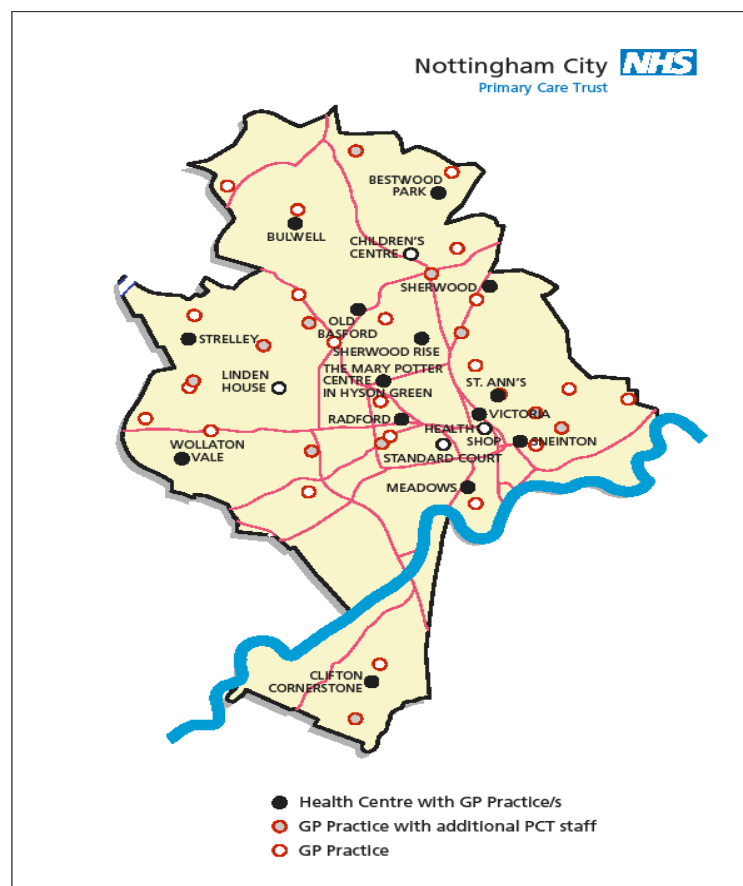 Nottingham City NHS
Primary Care Trust
BESTWOOD
PARK
BULWELL
CHILDREN'S
CENTRE
SHERWOOD
OLD
BASFORD
STRELLEY
SHERWOOD RISE
LINDEN
HOUSE
THE MARY POTTER
CENTRE
IN HYSON GREEN
ST. ANN'S
RADFORD
VICTORIA
HEALTH
SHOP
SNEINTON
WOLLATON
VALE
STANDARD COURT
MEADOWS
CLIFTON
CORNERSTONE
Health Centre with GP Practice/s
GP Practice with additional PCT staff
GP Practice